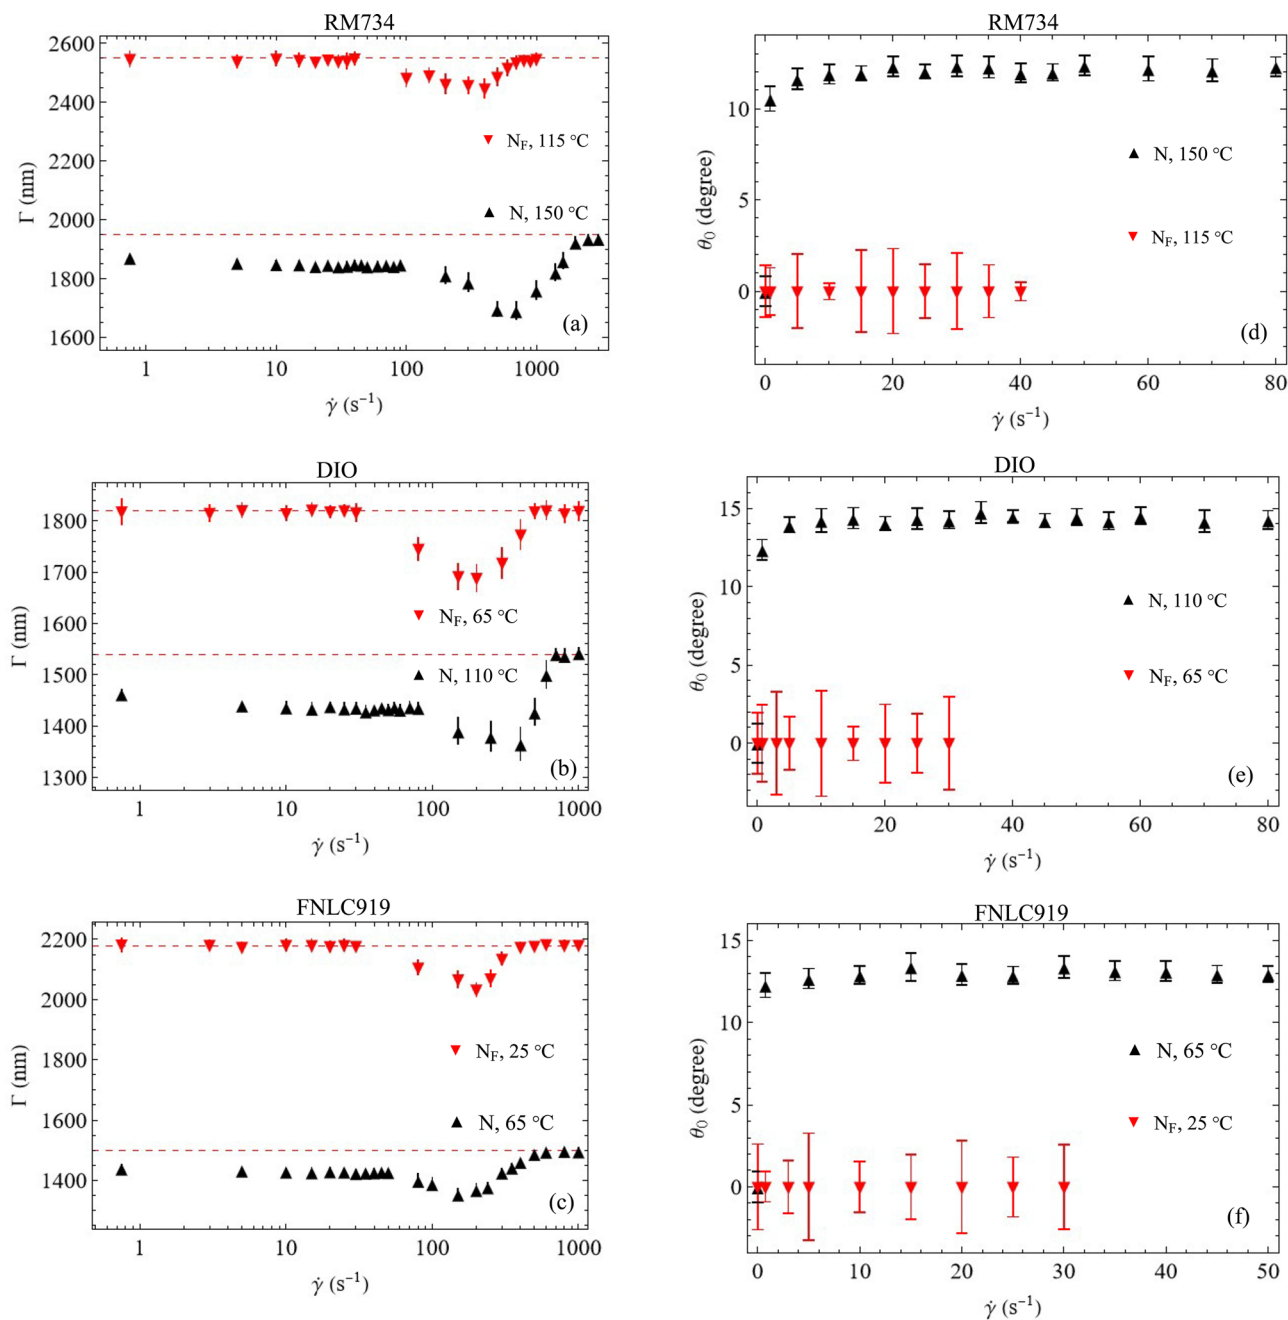 RM734
2600
2400
2200
2000
1800
1600
Γ (nm)
N_F, 115 °C
N, 150 °C
(a)
1 10 100 1000
γ̇ (s⁻¹)
RM734
10
5
0
θ₀ (degree)
N, 150 °C
N_F, 115 °C
(d)
0 20 40 60 80
γ̇ (s⁻¹)
DIO
1800
1700
1600
1500
1400
1300
Γ (nm)
N_F, 65 °C
N, 110 °C
(b)
1 10 100 1000
γ̇ (s⁻¹)
DIO
15
10
5
0
θ₀ (degree)
N, 110 °C
N_F, 65 °C
(e)
0 20 40 60 80
γ̇ (s⁻¹)
FNLC919
2200
2000
1800
1600
1400
Γ (nm)
N_F, 25 °C
N, 65 °C
(c)
1 10 100 1000
γ̇ (s⁻¹)
FNLC919
15
10
5
0
θ₀ (degree)
N, 65 °C
N_F, 25 °C
(f)
0 10 20 30 40 50
γ̇ (s⁻¹)